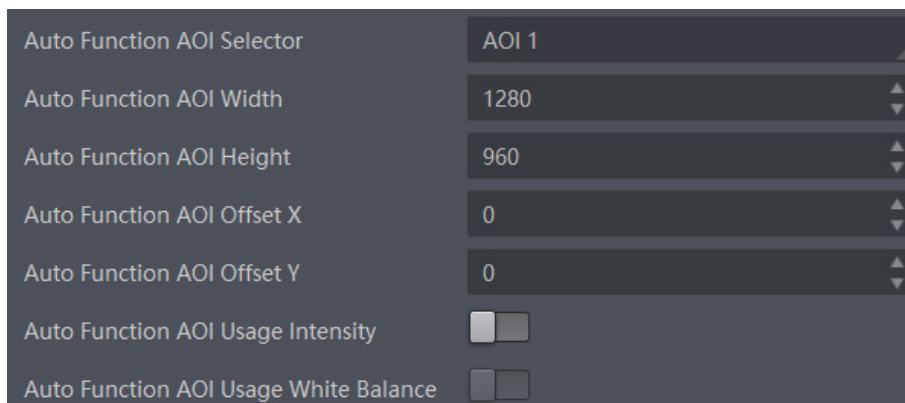 Auto Function AOI Selector AOI 1
Auto Function AOI Width 1280
Auto Function AOI Height 960
Auto Function AOI Offset X 0
Auto Function AOI Offset Y 0
Auto Function AOI Usage Intensity
Auto Function AOI Usage White Balance